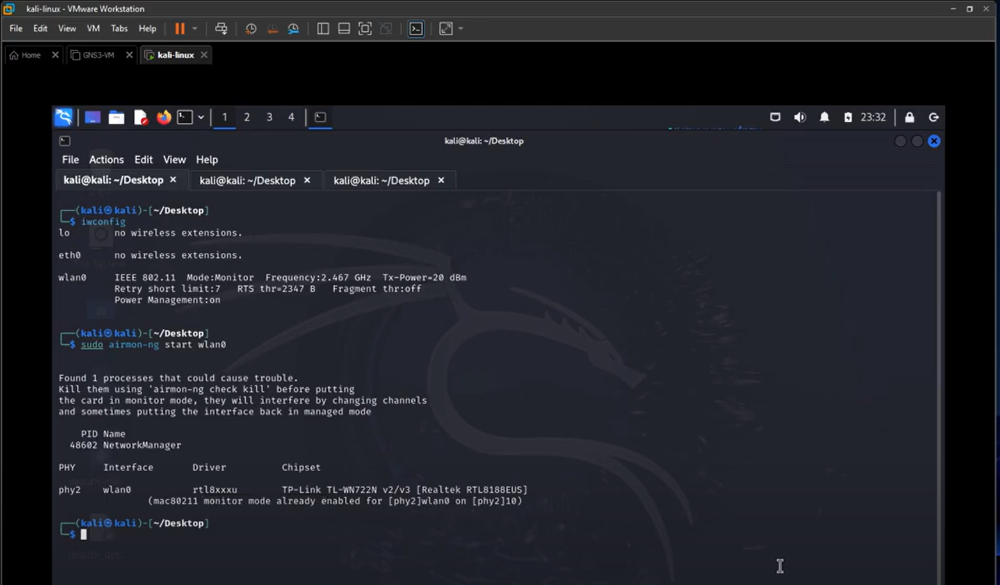 kali-linux - VMware Workstation
File Edit View VM Tabs Help
Home GNS3-VM kali-linux
1 2 3 4 23:32
kali@kali: ~/Desktop
File Actions Edit View Help
kali@kali: ~/Desktop kali@kali: ~/Desktop kali@kali: ~/Desktop
┌──(kali㉿kali)-[~/Desktop]
└─$ iwconfig
lo        no wireless extensions.
eth0      no wireless extensions.
wlan0     IEEE 802.11  Mode:Monitor  Frequency:2.467 GHz  Tx-Power=20 dBm
Retry short limit:7   RTS thr=2347 B   Fragment thr:off
Power Management:on
┌──(kali㉿kali)-[~/Desktop]
└─$ sudo airmon-ng start wlan0
Found 1 processes that could cause trouble.
Kill them using 'airmon-ng check kill' before putting
the card in monitor mode, they will interfere by changing channels
and sometimes putting the interface back in managed mode
PID Name
48602 NetworkManager
PHY     Interface       Driver          Chipset
phy2    wlan0           rtl8xxxu        TP-Link TL-WN722N v2/v3 [Realtek RTL8188EUS]
(mac80211 monitor mode already enabled for [phy2]wlan0 on [phy2]10)
┌──(kali㉿kali)-[~/Desktop]
└─$